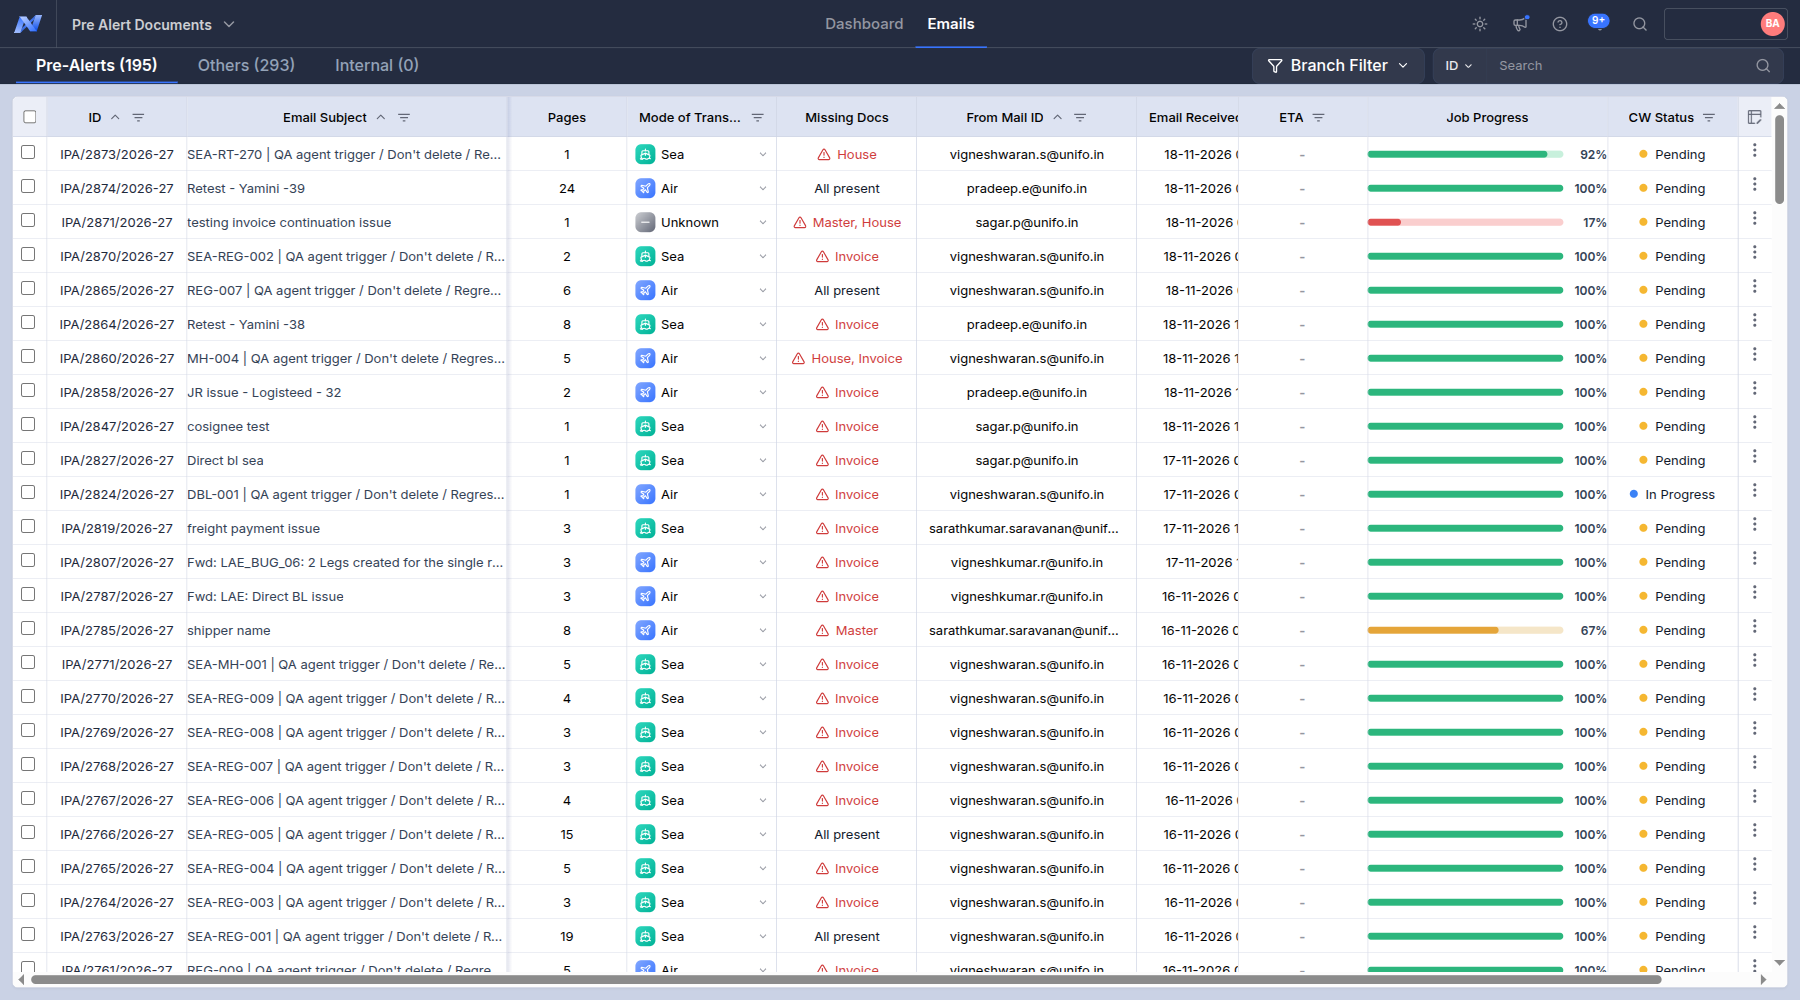 Pre Alert Documents Dashboard Emails 9+ BA
Pre-Alerts (195) Others (293) Internal (0) Branch Filter ID Search
ID Email Subject Pages Mode of Trans... Missing Docs From Mail ID Email Received ETA Job Progress CW Status
IPA/2873/2026-27 SEA-RT-270 | QA agent trigger / Don't delete / Re... 1 Sea House vigneshwaran.s@unifo.in 18-11-2026 - 92% Pending
IPA/2874/2026-27 Retest - Yamini -39 24 Air All present pradeep.e@unifo.in 18-11-2026 - 100% Pending
IPA/2871/2026-27 testing invoice continuation issue 1 Unknown Master, House sagar.p@unifo.in 18-11-2026 - 17% Pending
IPA/2870/2026-27 SEA-REG-002 | QA agent trigger / Don't delete / R... 2 Sea Invoice vigneshwaran.s@unifo.in 18-11-2026 - 100% Pending
IPA/2865/2026-27 REG-007 | QA agent trigger / Don't delete / Regre... 6 Air All present vigneshwaran.s@unifo.in 18-11-2026 - 100% Pending
IPA/2864/2026-27 Retest - Yamini -38 8 Sea Invoice pradeep.e@unifo.in 18-11-2026 1 - 100% Pending
IPA/2860/2026-27 MH-004 | QA agent trigger / Don't delete / Regres... 5 Air House, Invoice vigneshwaran.s@unifo.in 18-11-2026 1 - 100% Pending
IPA/2858/2026-27 JR issue - Logisteed - 32 2 Air Invoice pradeep.e@unifo.in 18-11-2026 - 100% Pending
IPA/2847/2026-27 cosignee test 1 Sea Invoice sagar.p@unifo.in 18-11-2026 1 - 100% Pending
IPA/2827/2026-27 Direct bl sea 1 Sea Invoice sagar.p@unifo.in 17-11-2026 - 100% Pending
IPA/2824/2026-27 DBL-001 | QA agent trigger / Don't delete / Regres... 1 Air Invoice vigneshwaran.s@unifo.in 17-11-2026 - 100% In Progress
IPA/2819/2026-27 freight payment issue 3 Sea Invoice sarathkumar.saravanan@unif... 17-11-2026 1 - 100% Pending
IPA/2807/2026-27 Fwd: LAE_BUG_06: 2 Legs created for the single r... 3 Air Invoice vigneshkumar.r@unifo.in 17-11-2026 - 100% Pending
IPA/2787/2026-27 Fwd: LAE: Direct BL issue 3 Air Invoice vigneshkumar.r@unifo.in 16-11-2026 - 100% Pending
IPA/2785/2026-27 shipper name 8 Air Master sarathkumar.saravanan@unif... 16-11-2026 - 67% Pending
IPA/2771/2026-27 SEA-MH-001 | QA agent trigger / Don't delete / Re... 5 Sea Invoice vigneshwaran.s@unifo.in 16-11-2026 - 100% Pending
IPA/2770/2026-27 SEA-REG-009 | QA agent trigger / Don't delete / R... 4 Sea Invoice vigneshwaran.s@unifo.in 16-11-2026 - 100% Pending
IPA/2769/2026-27 SEA-REG-008 | QA agent trigger / Don't delete / R... 3 Sea Invoice vigneshwaran.s@unifo.in 16-11-2026 - 100% Pending
IPA/2768/2026-27 SEA-REG-007 | QA agent trigger / Don't delete / R... 3 Sea Invoice vigneshwaran.s@unifo.in 16-11-2026 - 100% Pending
IPA/2767/2026-27 SEA-REG-006 | QA agent trigger / Don't delete / R... 4 Sea Invoice vigneshwaran.s@unifo.in 16-11-2026 - 100% Pending
IPA/2766/2026-27 SEA-REG-005 | QA agent trigger / Don't delete / R... 15 Sea All present vigneshwaran.s@unifo.in 16-11-2026 - 100% Pending
IPA/2765/2026-27 SEA-REG-004 | QA agent trigger / Don't delete / R... 5 Sea Invoice vigneshwaran.s@unifo.in 16-11-2026 - 100% Pending
IPA/2764/2026-27 SEA-REG-003 | QA agent trigger / Don't delete / R... 3 Sea Invoice vigneshwaran.s@unifo.in 16-11-2026 - 100% Pending
IPA/2763/2026-27 SEA-REG-001 | QA agent trigger / Don't delete / R... 19 Sea All present vigneshwaran.s@unifo.in 16-11-2026 - 100% Pending
IPA/2761/2026-27 REG-009 | QA agent trigger / Don't delete / Regre... 5 Air Invoice vigneshwaran.s@unifo.in 16-11-2026 - 100% Pending